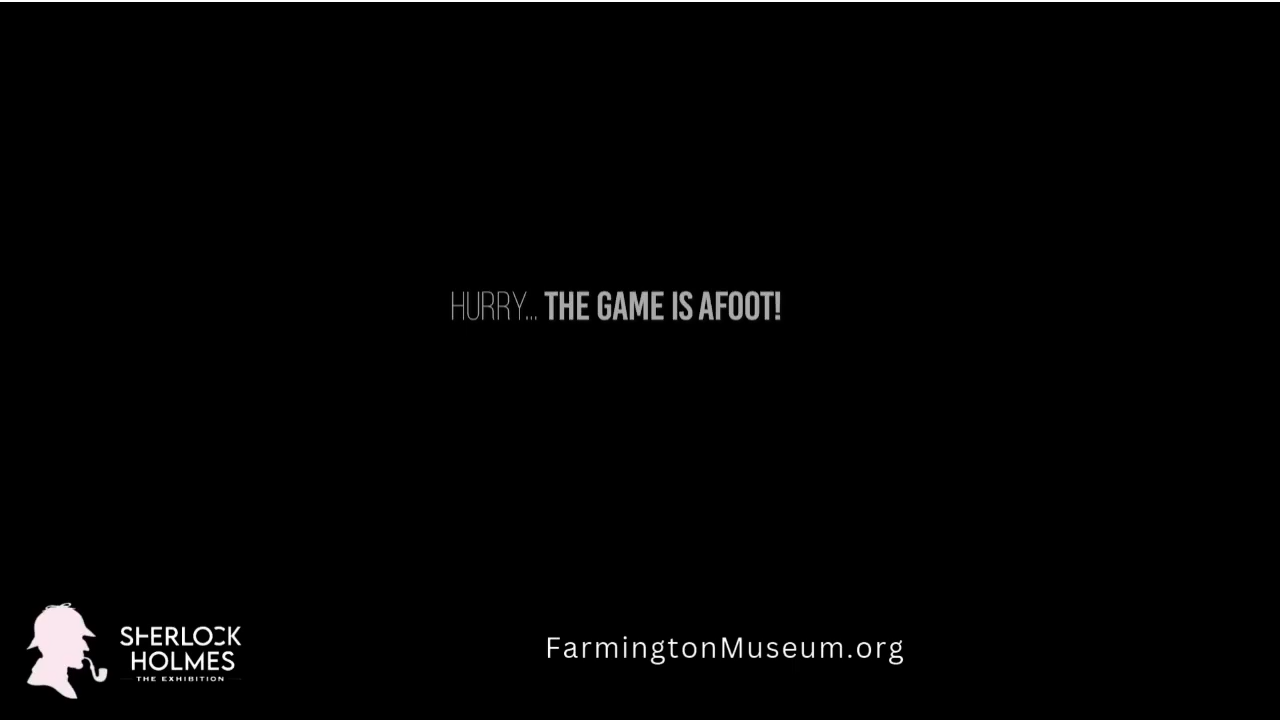 HURRY... THE GAME IS AFOOT!
SHERLOCK
HOLMES
THE EXHIBITION
FarmingtonMuseum.org